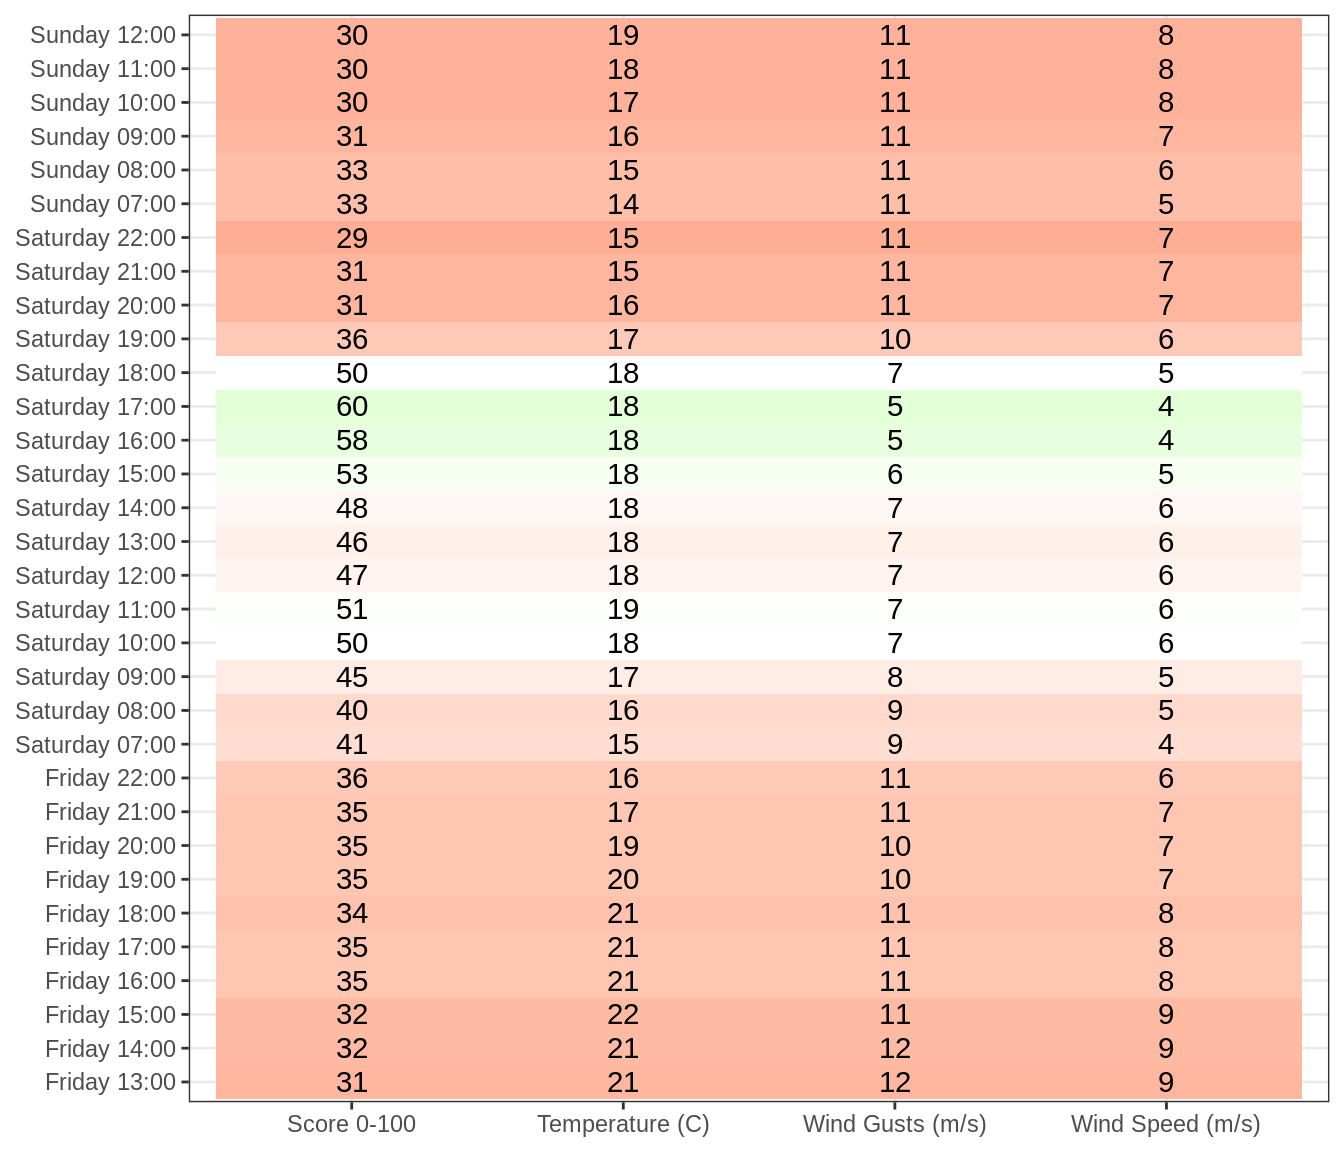 Sunday 12:00 30 19 11 8
Sunday 11:00 30 18 11 8
Sunday 10:00 30 17 11 8
Sunday 09:00 31 16 11 7
Sunday 08:00 33 15 11 6
Sunday 07:00 33 14 11 5
Saturday 22:00 29 15 11 7
Saturday 21:00 31 15 11 7
Saturday 20:00 31 16 11 7
Saturday 19:00 36 17 10 6
Saturday 18:00 50 18 7 5
Saturday 17:00 60 18 5 4
Saturday 16:00 58 18 5 4
Saturday 15:00 53 18 6 5
Saturday 14:00 48 18 7 6
Saturday 13:00 46 18 7 6
Saturday 12:00 47 18 7 6
Saturday 11:00 51 19 7 6
Saturday 10:00 50 18 7 6
Saturday 09:00 45 17 8 5
Saturday 08:00 40 16 9 5
Saturday 07:00 41 15 9 4
Friday 22:00 36 16 11 6
Friday 21:00 35 17 11 7
Friday 20:00 35 19 10 7
Friday 19:00 35 20 10 7
Friday 18:00 34 21 11 8
Friday 17:00 35 21 11 8
Friday 16:00 35 21 11 8
Friday 15:00 32 22 11 9
Friday 14:00 32 21 12 9
Friday 13:00 31 21 12 9
Score 0-100 Temperature (C) Wind Gusts (m/s) Wind Speed (m/s)